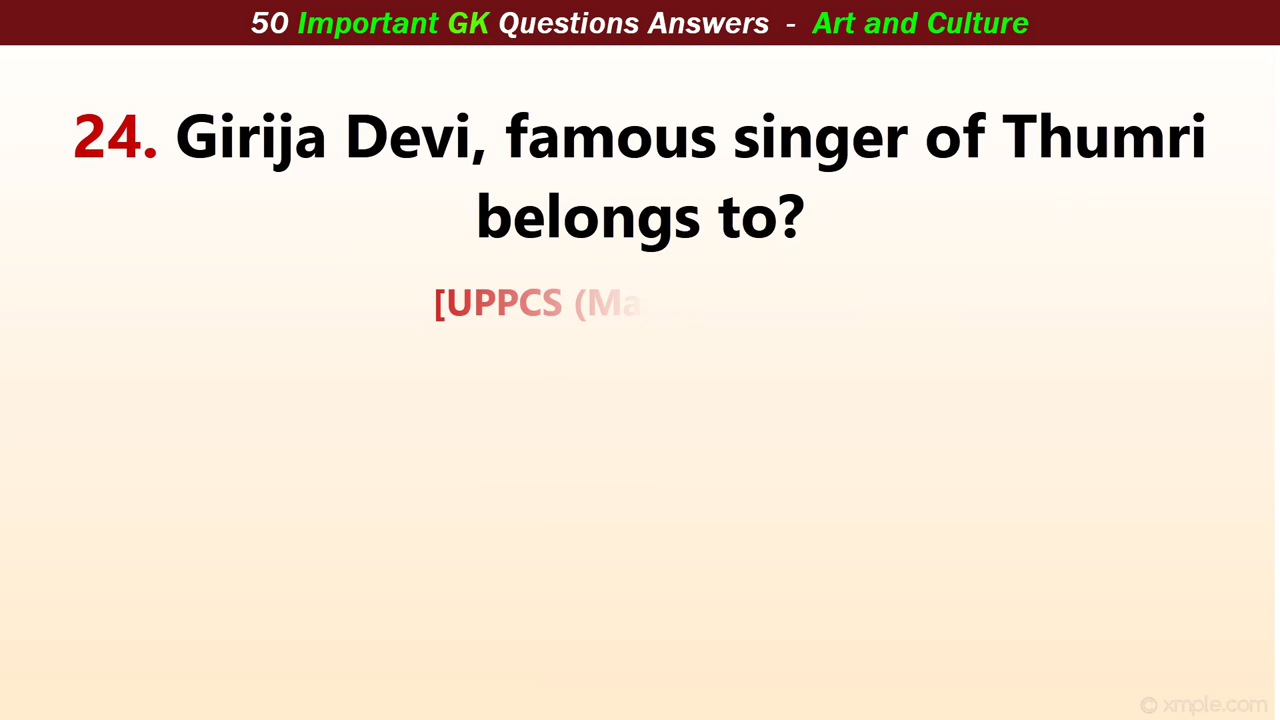 50 Important GK Questions Answers - Art and Culture
24. Girija Devi, famous singer of Thumri
belongs to?
[UPPCS (Ma
© xmple.com